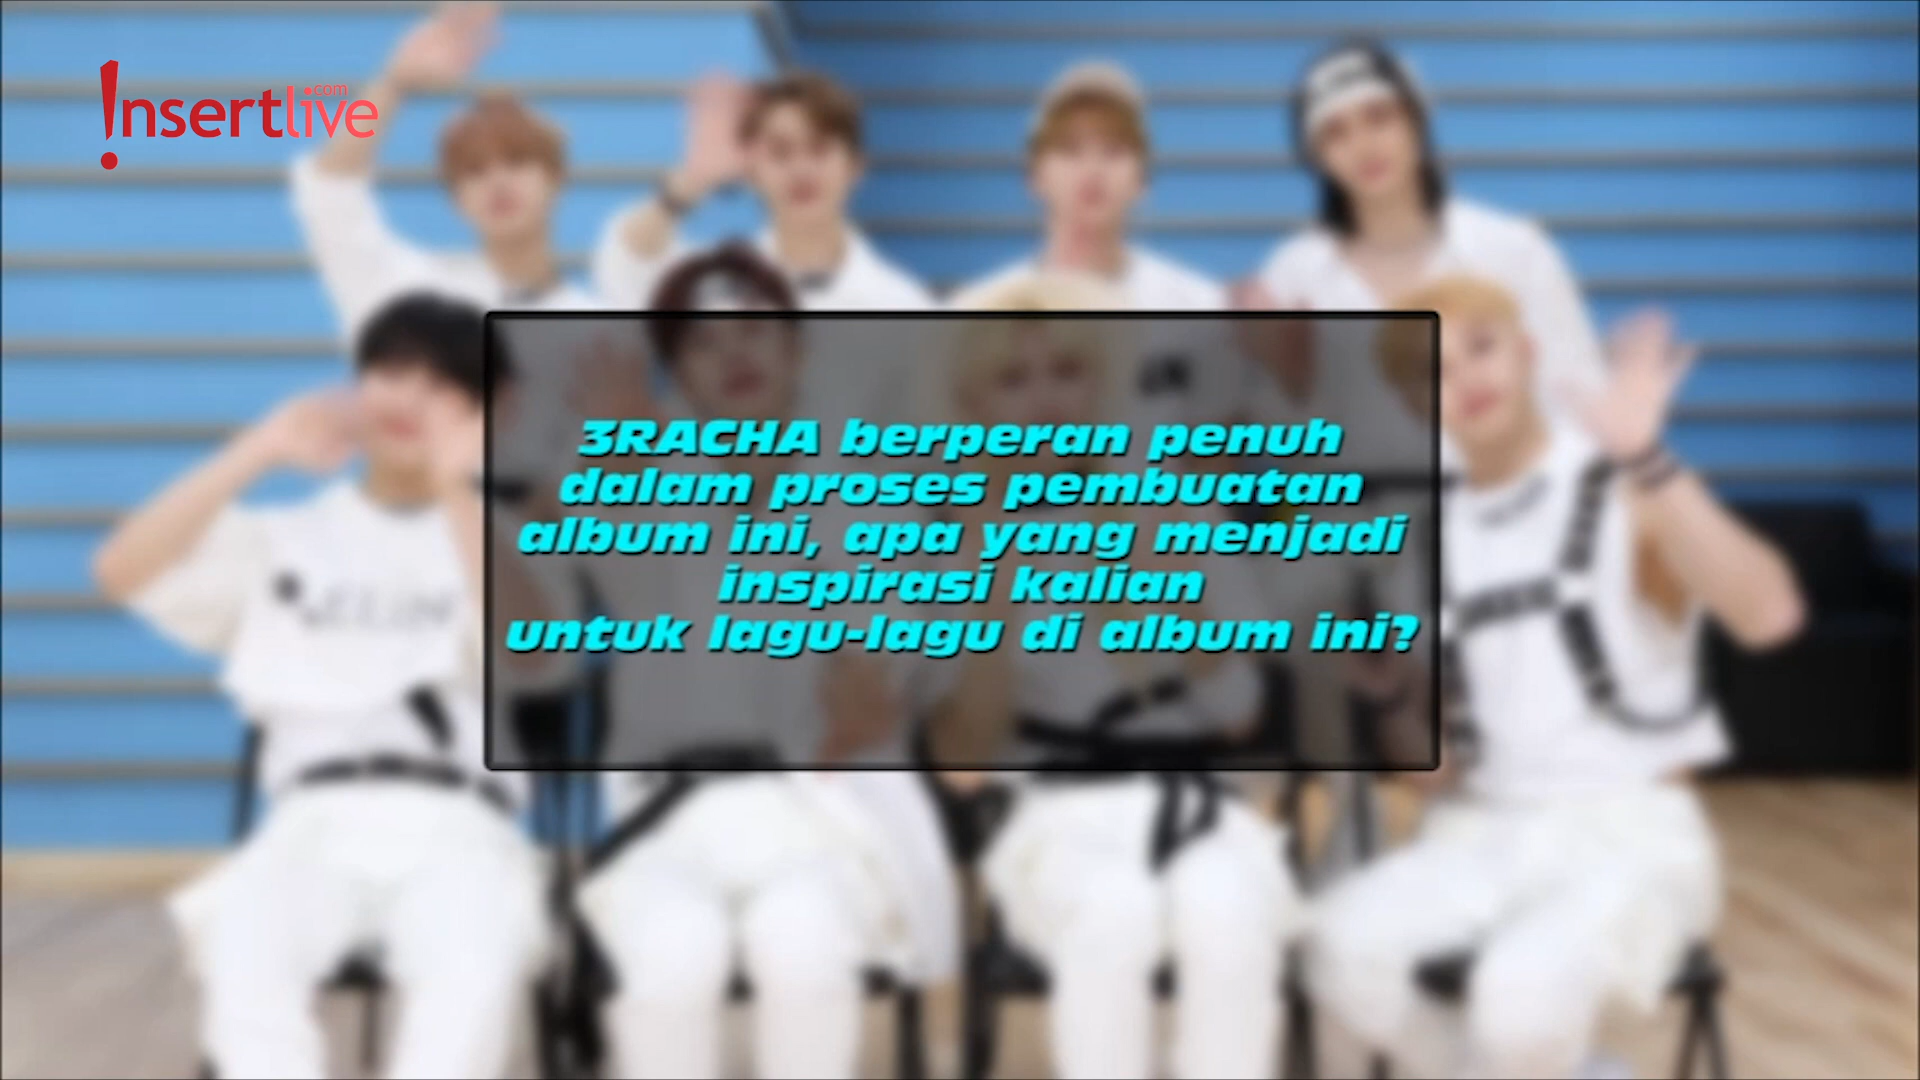 !nsertlive.com
3RACHA berperan penuh
dalam proses pembuatan
album ini, apa yang menjadi
inspirasi kalian
untuk lagu-lagu di album ini?